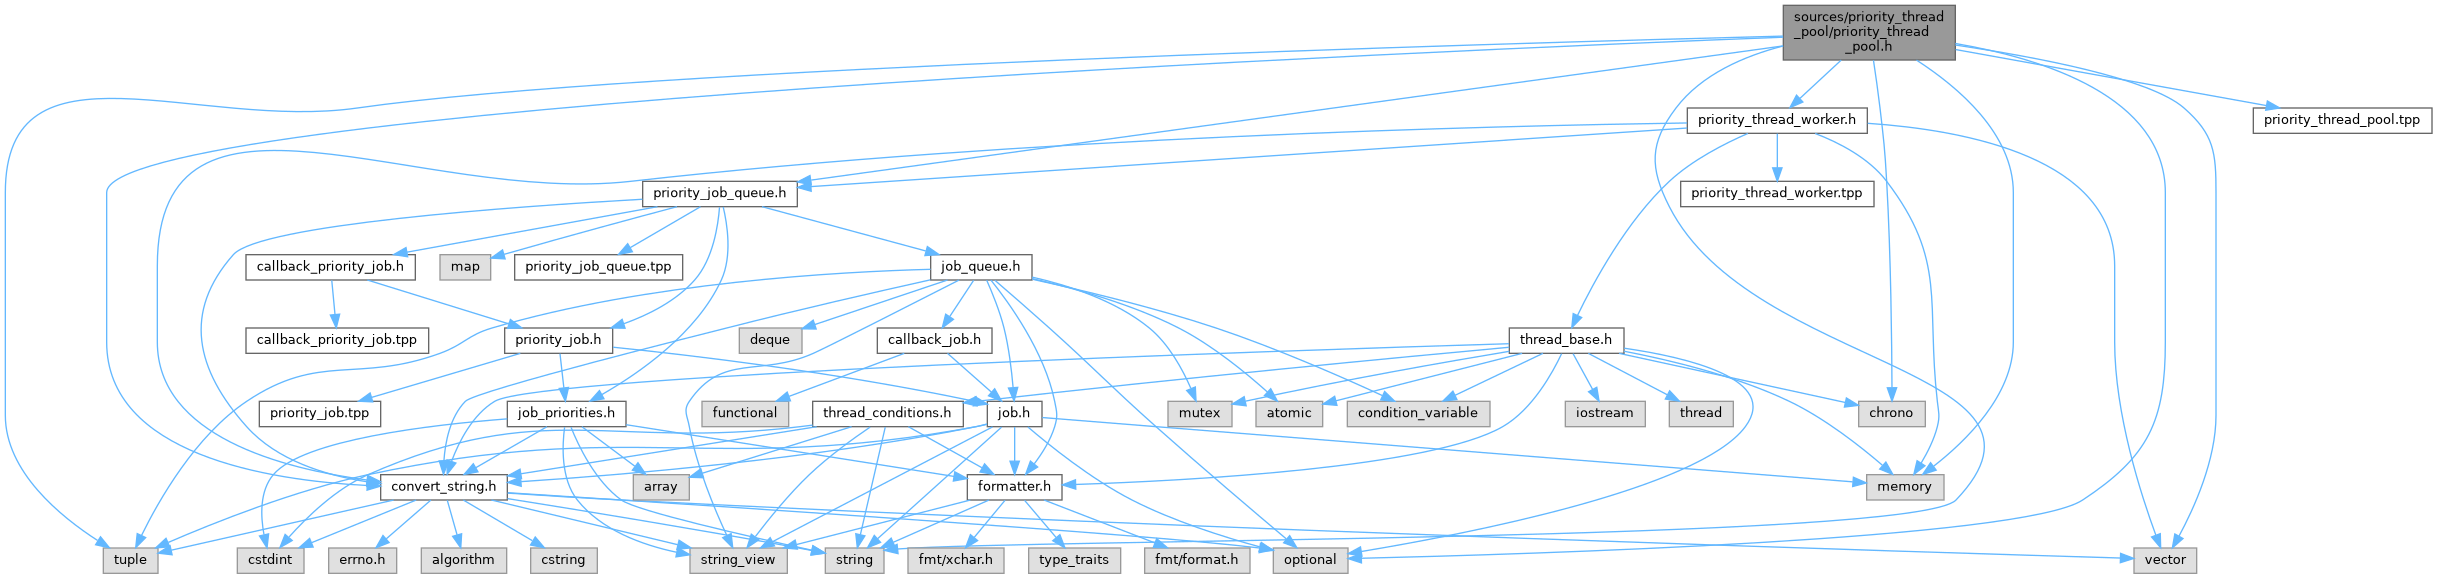 sources/priority_thread
_pool/priority_thread
_pool.h
priority_thread_worker.h
priority_thread_pool.tpp
priority_job_queue.h
priority_thread_worker.tpp
callback_priority_job.h
map
priority_job_queue.tpp
job_queue.h
callback_priority_job.tpp
priority_job.h
deque
callback_job.h
thread_base.h
priority_job.tpp
job_priorities.h
functional
thread_conditions.h
job.h
mutex
atomic
condition_variable
iostream
thread
chrono
convert_string.h
array
formatter.h
memory
tuple
cstdint
errno.h
algorithm
cstring
string_view
string
fmt/xchar.h
type_traits
fmt/format.h
optional
vector